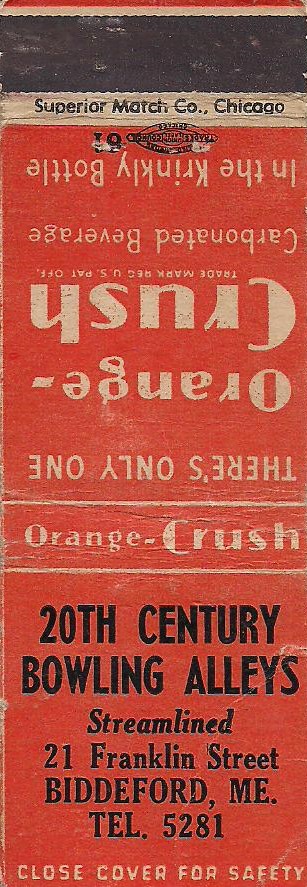 Superior Match Co., Chicago
THERE'S ONLY ONE
Orange-
Crush
TRADE MARK REG. U.S. PAT. OFF.
Carbonated Beverage
In the Krinkly Bottle
Orange-Crush
20TH CENTURY
BOWLING ALLEYS
Streamlined
21 Franklin Street
BIDDEFORD, ME.
TEL. 5281
CLOSE COVER FOR SAFETY